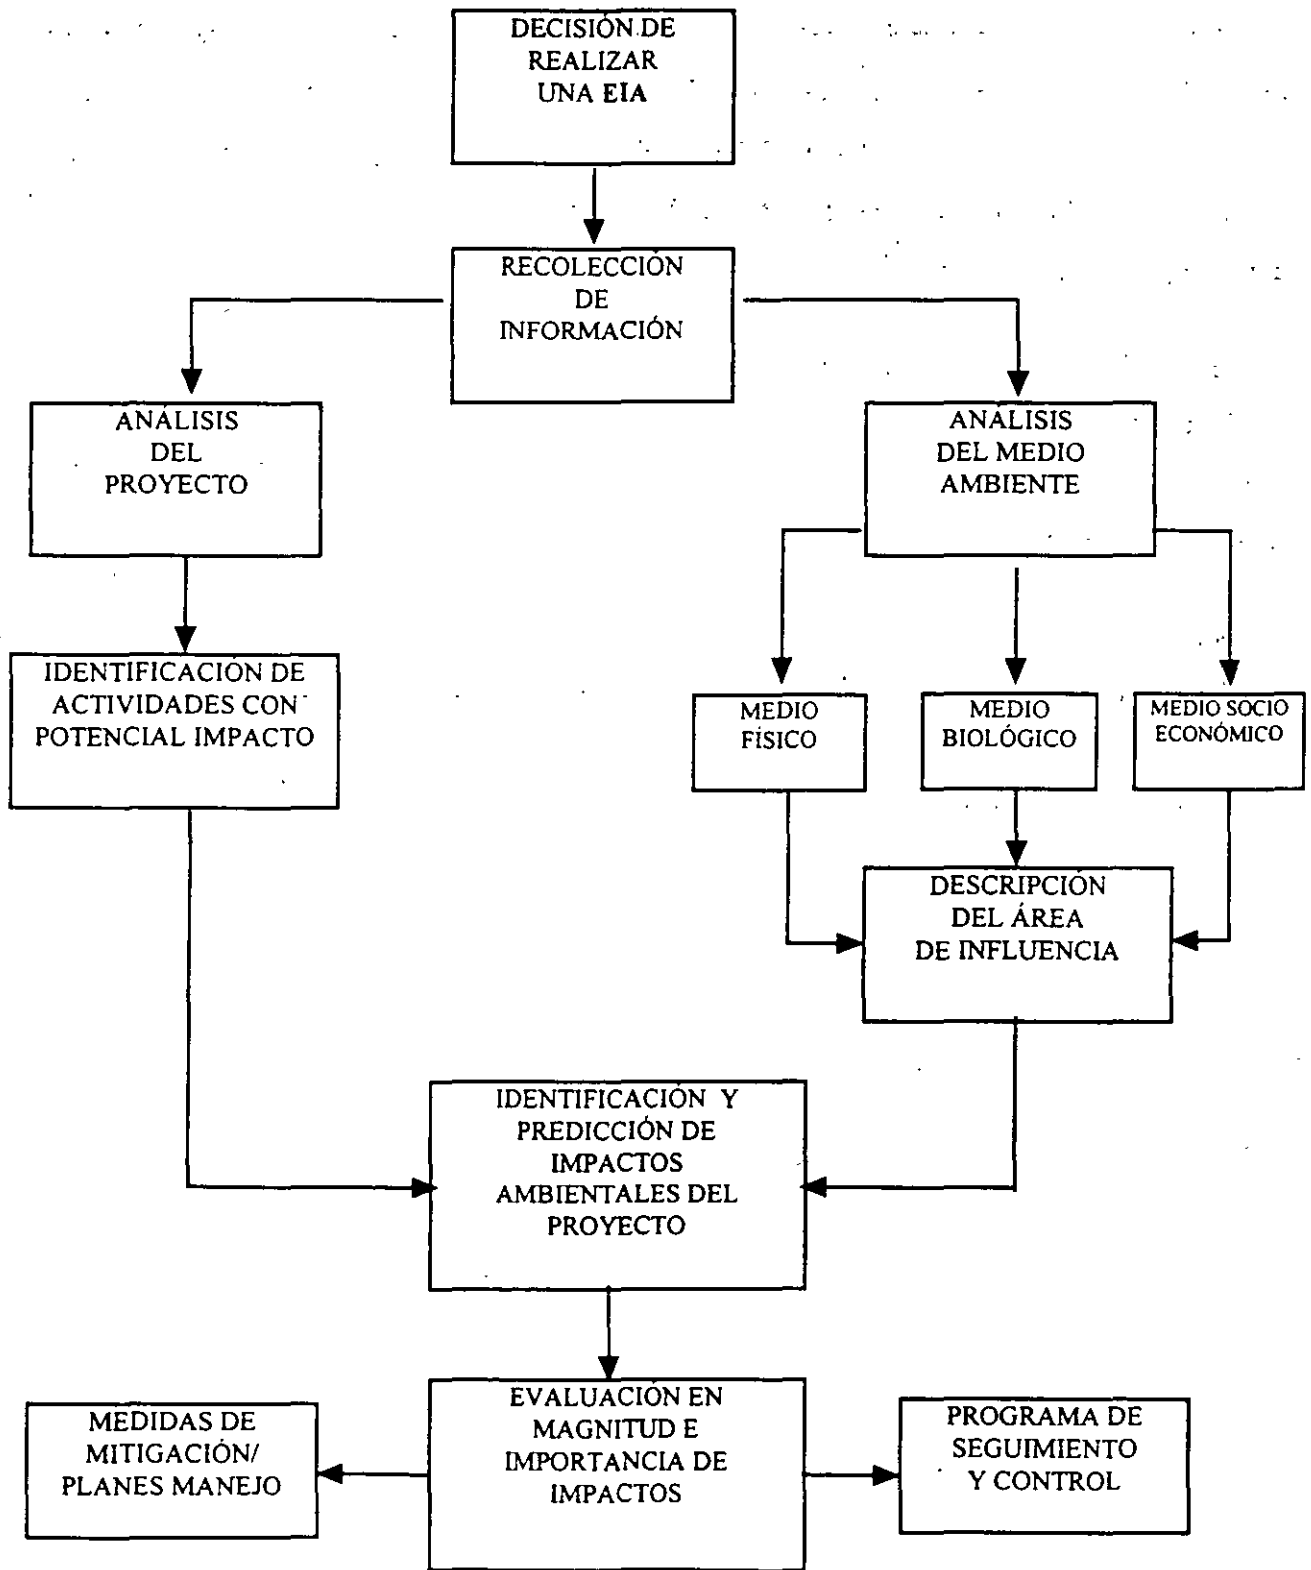 DECISIÓN DE
REALIZAR
UNA EIA
RECOLECCIÓN
DE
INFORMACIÓN
ANÁLISIS
DEL
PROYECTO
ANALISIS
DEL MEDIO
AMBIENTE
IDENTIFICACIÓN DE
ACTIVIDADES CON
POTENCIAL IMPACTO
MEDIO
FÍSICO
MEDIO
BIOLÓGICO
MEDIO SOCIO
ECONÓMICO
DESCRIPCIÓN
DEL ÁREA
DE INFLUENCIA
IDENTIFICACIÓN Y
PREDICCIÓN DE
IMPACTOS
AMBIENTALES DEL
PROYECTO
EVALUACIÓN EN
MAGNITUD E
IMPORTANCIA DE
IMPACTOS
MEDIDAS DE
MITIGACIÓN/
PLANES MANEJO
PROGRAMA DE
SEGUIMIENTO
Y CONTROL